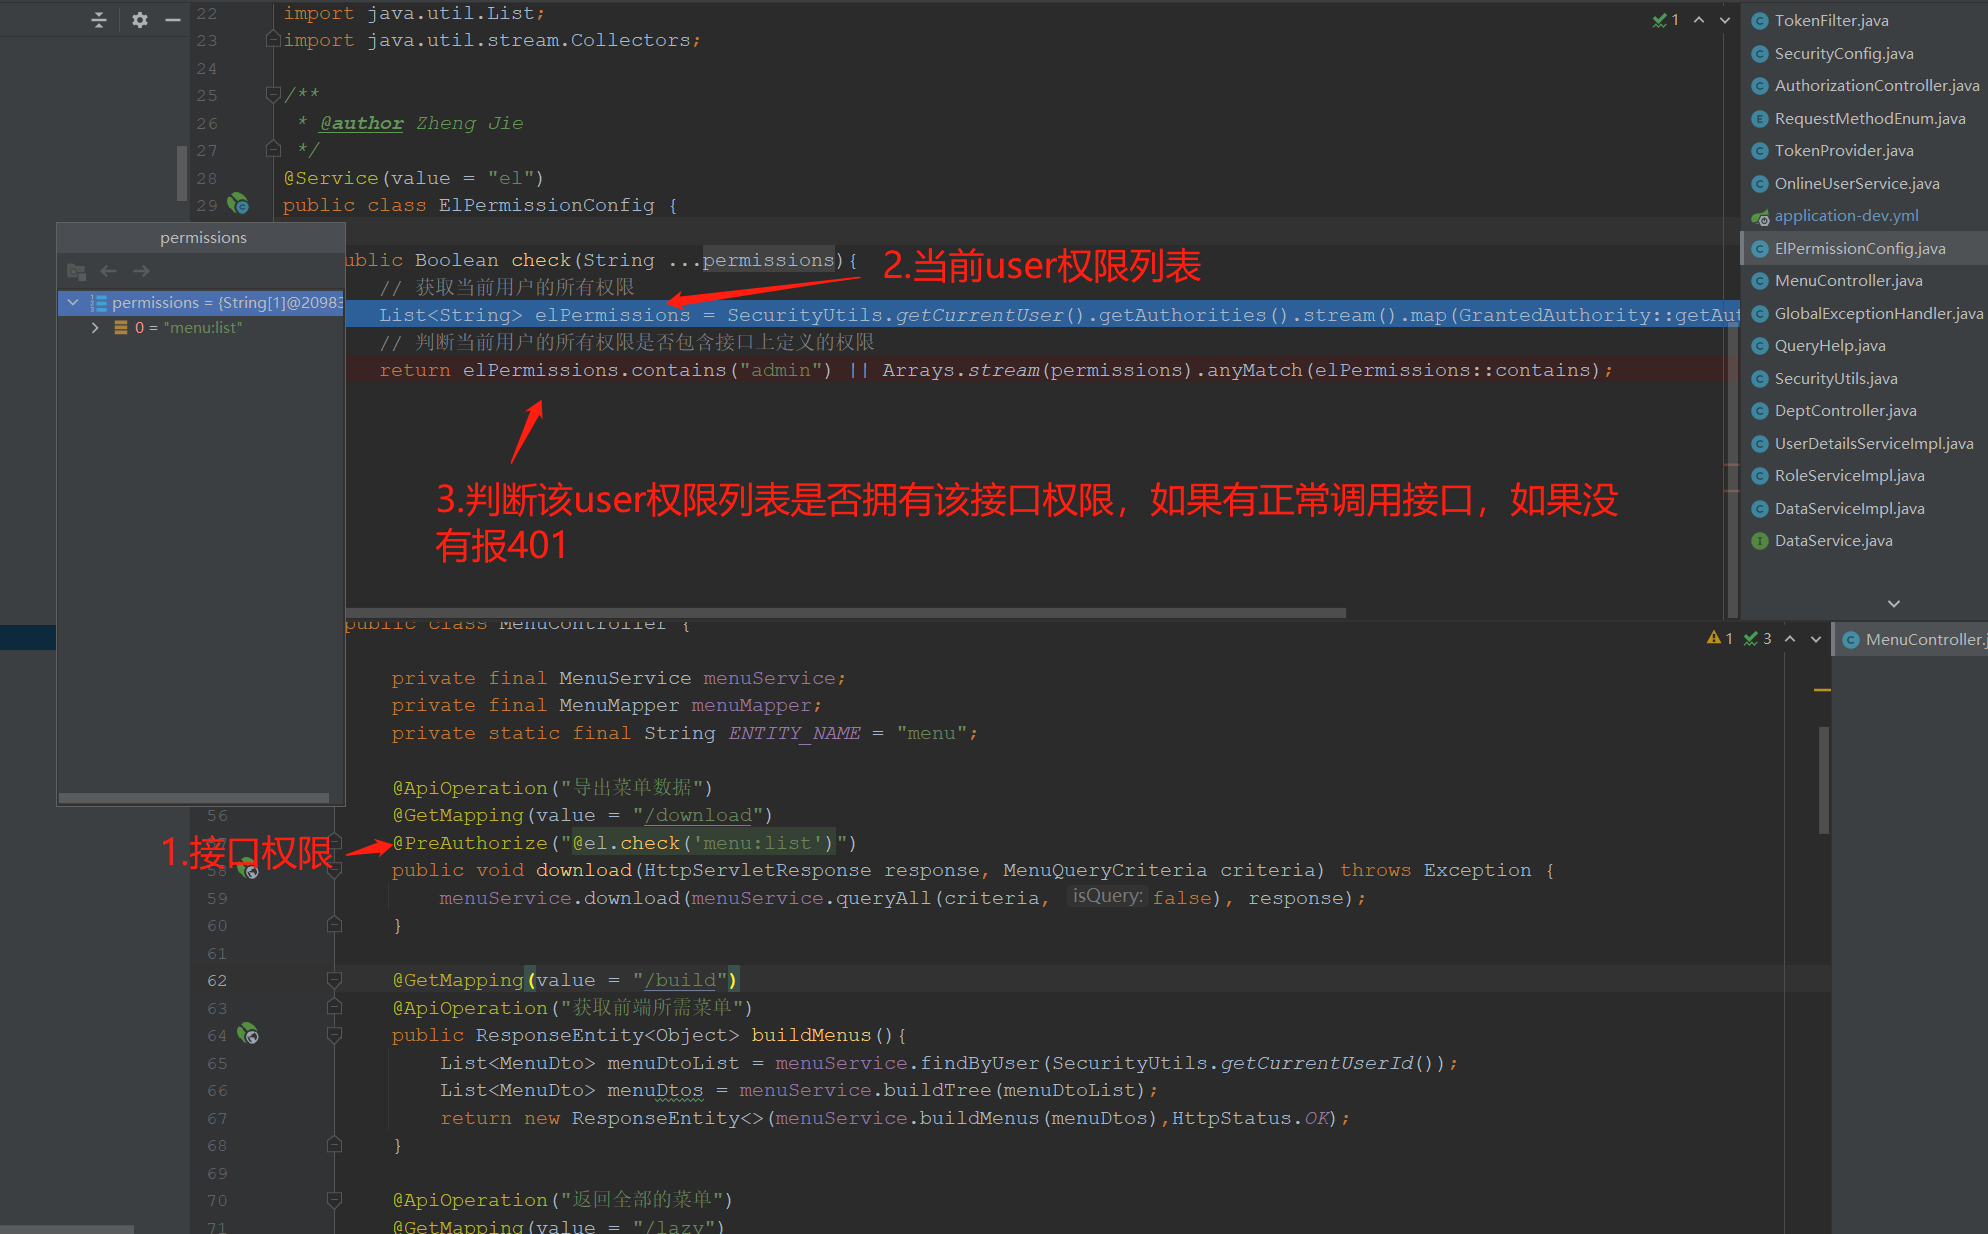 22 import java.util.List;
23 import java.util.stream.Collectors;
24
25 /**
26 * @author Zheng Jie
27 */
28 @Service(value = "el")
29 public class ElPermissionConfig {
ublic Boolean check(String ...permissions){
// 获取当前用户的所有权限
List<String> elPermissions = SecurityUtils.getCurrentUser().getAuthorities().stream().map(GrantedAuthority::getAut
// 判断当前用户的所有权限是否包含接口上定义的权限
return elPermissions.contains("admin") || Arrays.stream(permissions).anyMatch(elPermissions::contains);
2.当前user权限列表
3.判断该user权限列表是否拥有该接口权限，如果有正常调用接口，如果没
有报401
1
permissions
permissions = {String[1]@20983
0 = "menu:list"
TokenFilter.java
SecurityConfig.java
AuthorizationController.java
RequestMethodEnum.java
TokenProvider.java
OnlineUserService.java
application-dev.yml
ElPermissionConfig.java
MenuController.java
GlobalExceptionHandler.java
QueryHelp.java
SecurityUtils.java
DeptController.java
UserDetailsServiceImpl.java
RoleServiceImpl.java
DataServiceImpl.java
DataService.java
public class MenuController {
1 3
MenuController.j
private final MenuService menuService;
private final MenuMapper menuMapper;
private static final String ENTITY_NAME = "menu";
@ApiOperation("导出菜单数据")
56 @GetMapping(value = "/download")
1.接口权限
@PreAuthorize("@el.check('menu:list')")
58 public void download(HttpServletResponse response, MenuQueryCriteria criteria) throws Exception {
59 menuService.download(menuService.queryAll(criteria, isQuery: false), response);
60 }
61
62 @GetMapping(value = "/build")
63 @ApiOperation("获取前端所需菜单")
64 public ResponseEntity<Object> buildMenus(){
65 List<MenuDto> menuDtoList = menuService.findByUser(SecurityUtils.getCurrentUserId());
66 List<MenuDto> menuDtos = menuService.buildTree(menuDtoList);
67 return new ResponseEntity<>(menuService.buildMenus(menuDtos),HttpStatus.OK);
68 }
69
70 @ApiOperation("返回全部的菜单")
71 @GetMapping(value = "/lazy")